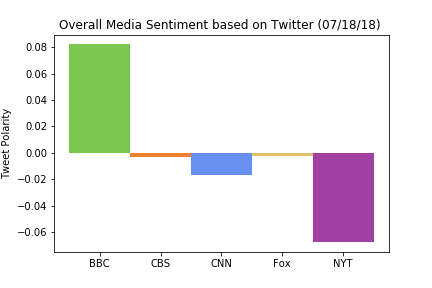 Overall Media Sentiment based on Twitter (07/18/18)
Tweet Polarity
0.08
0.06
0.04
0.02
0.00
−0.02
−0.04
−0.06
BBC CBS CNN Fox NYT